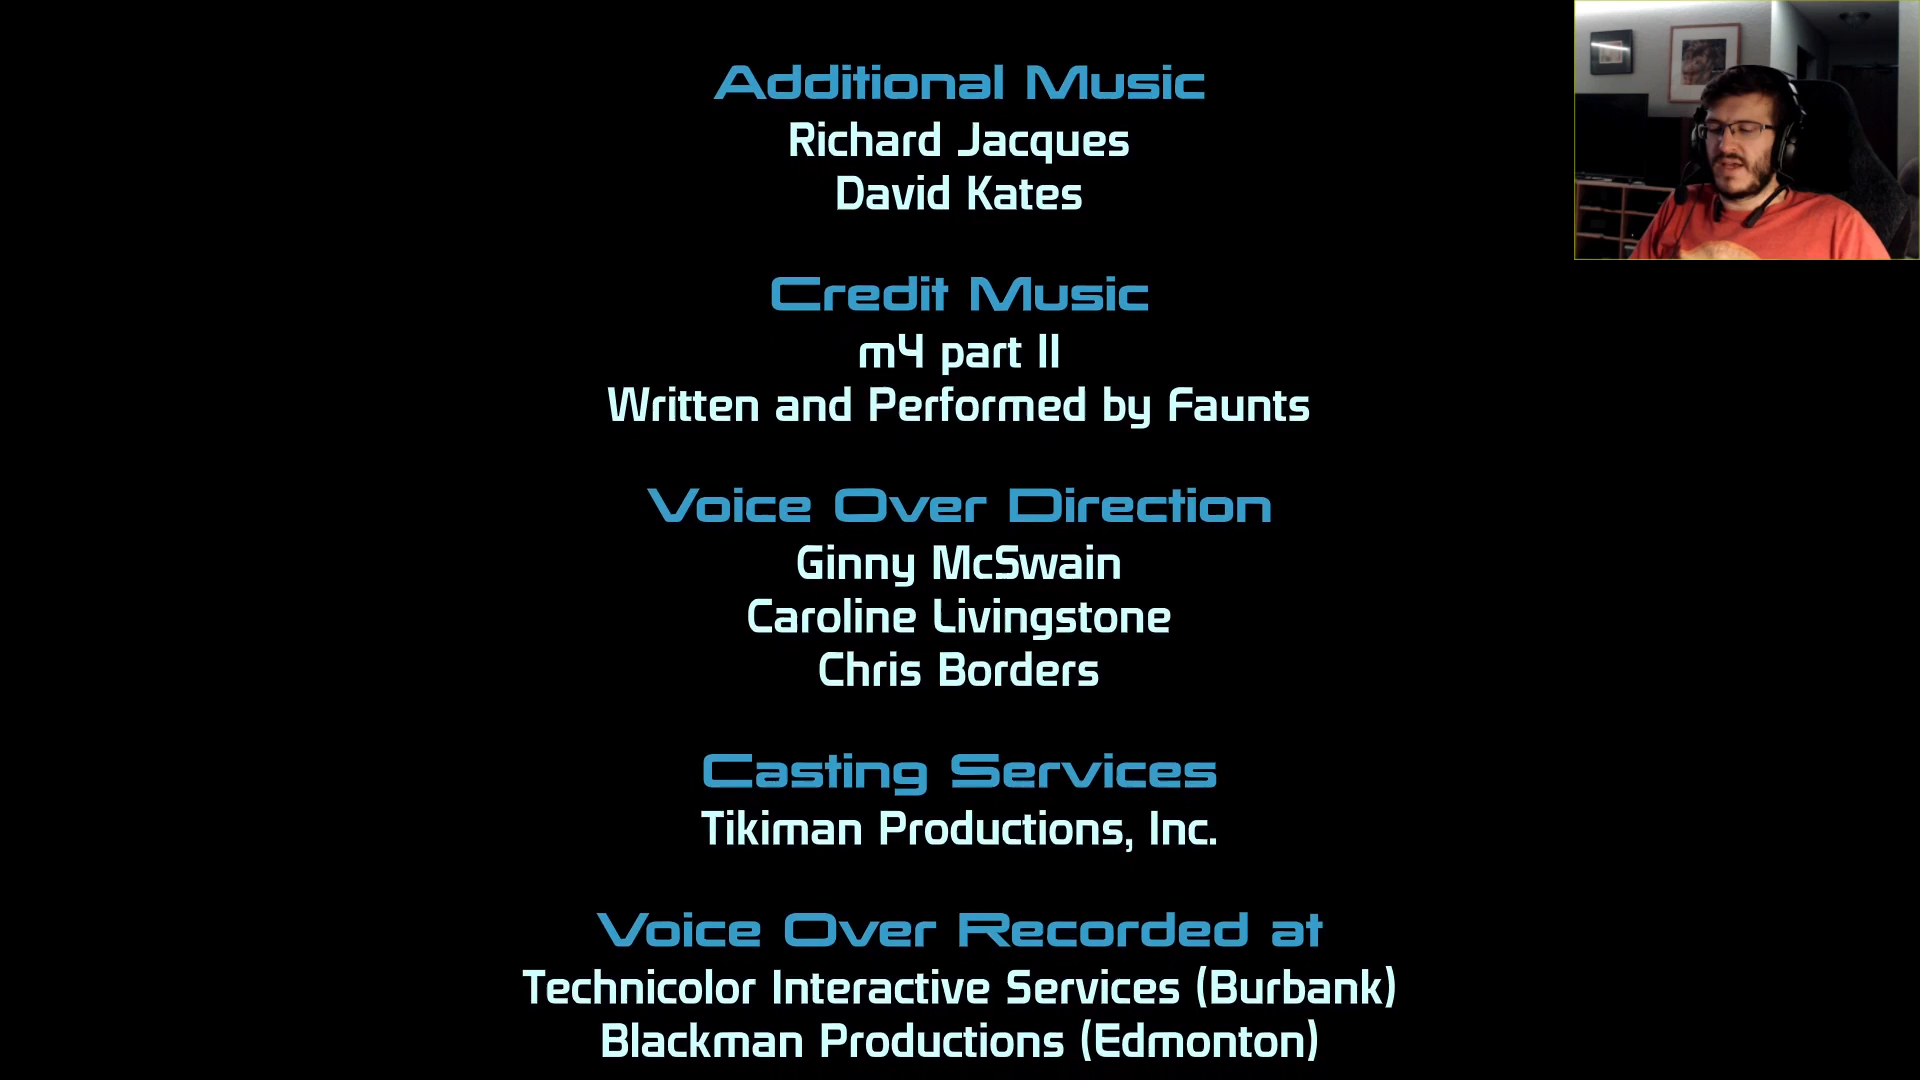 Additional Music
Richard Jacques
David Kates
Credit Music
m4 part II
Written and Performed by Faunts
Voice Over Direction
Ginny McSwain
Caroline Livingstone
Chris Borders
Casting Services
Tikiman Productions, Inc.
Voice Over Recorded at
Technicolor Interactive Services (Burbank)
Blackman Productions (Edmonton)